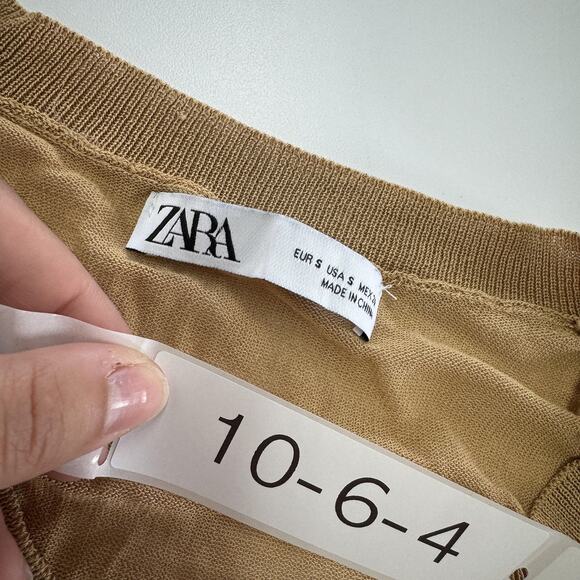 ZARA
EUR S USA S MEX
MADE IN CHINA
10-6-4